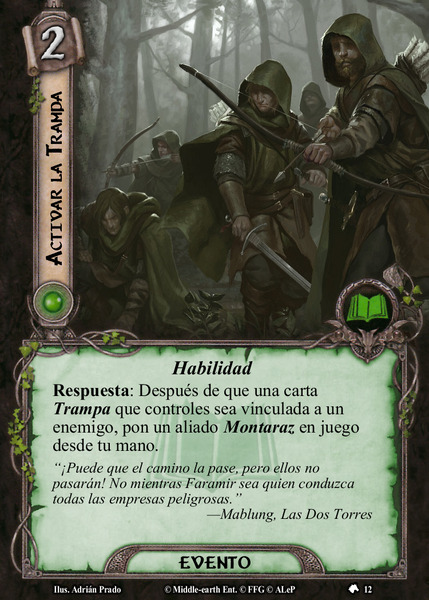 2
Activar la Trampa
Habilidad
Respuesta: Después de que una carta
Trampa que controles sea vinculada a un
enemigo, pon un aliado Montaraz en juego
desde tu mano.
“¡Puede que el camino la pase, pero ellos no
pasarán! No mientras Faramir sea quien conduzca
todas las empresas peligrosas.”
—Mablung, Las Dos Torres
EVENTO
Ilus. Adrián Prado © Middle-earth Ent. © FFG © ALeP 12